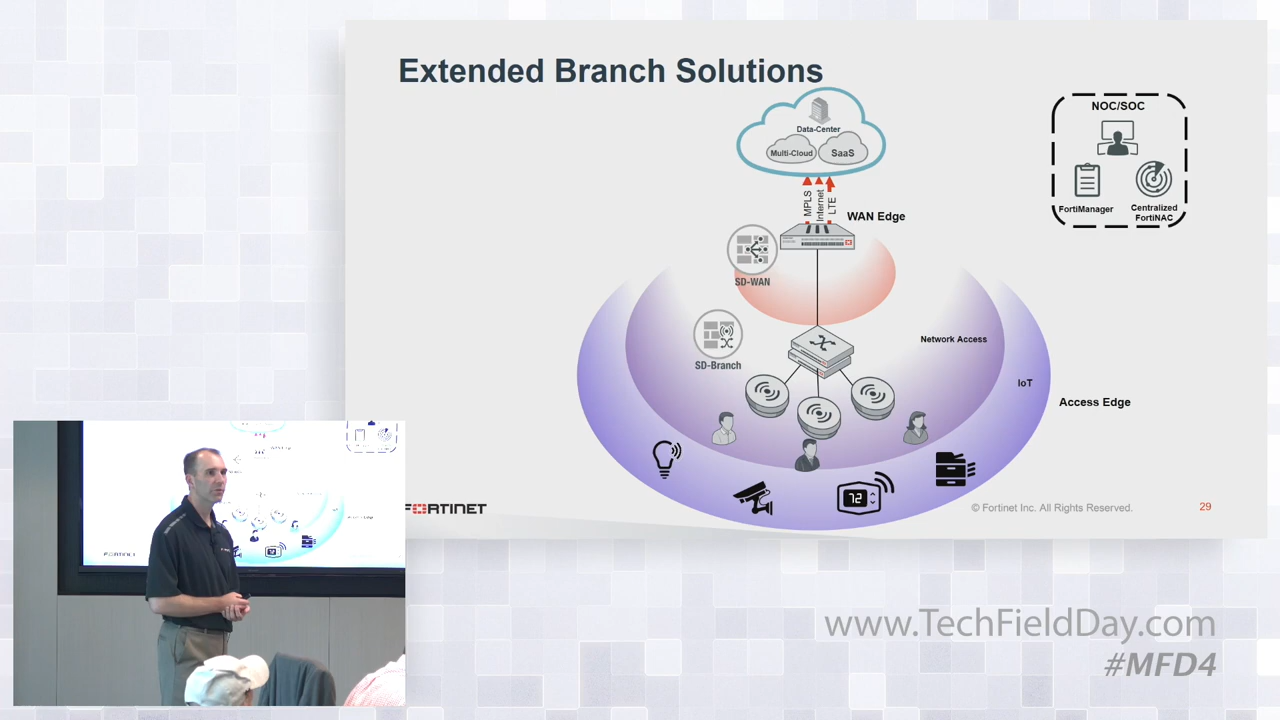 Extended Branch Solutions
NOC/SOC
FortiManager
Centralized
FortiNAC
Data-Center
Multi-Cloud
SaaS
MPLS
Internet
LTE
WAN Edge
SD-WAN
SD-Branch
Network Access
IoT
Access Edge
72
FORTINET
© Fortinet Inc. All Rights Reserved.
29
www.TechFieldDay.com
#MFD4